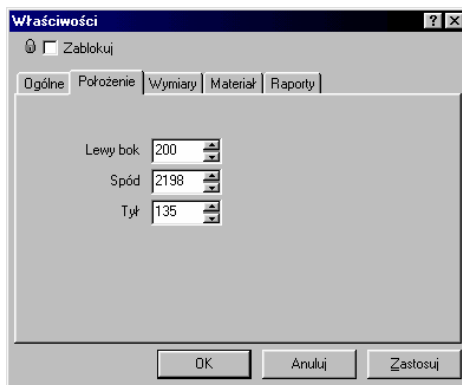 Właściwości
Zablokuj
Ogólne Położenie Wymiary Materiał Raporty
Lewy bok 200
Spód 2198
Tył 135
OK Anuluj Zastosuj